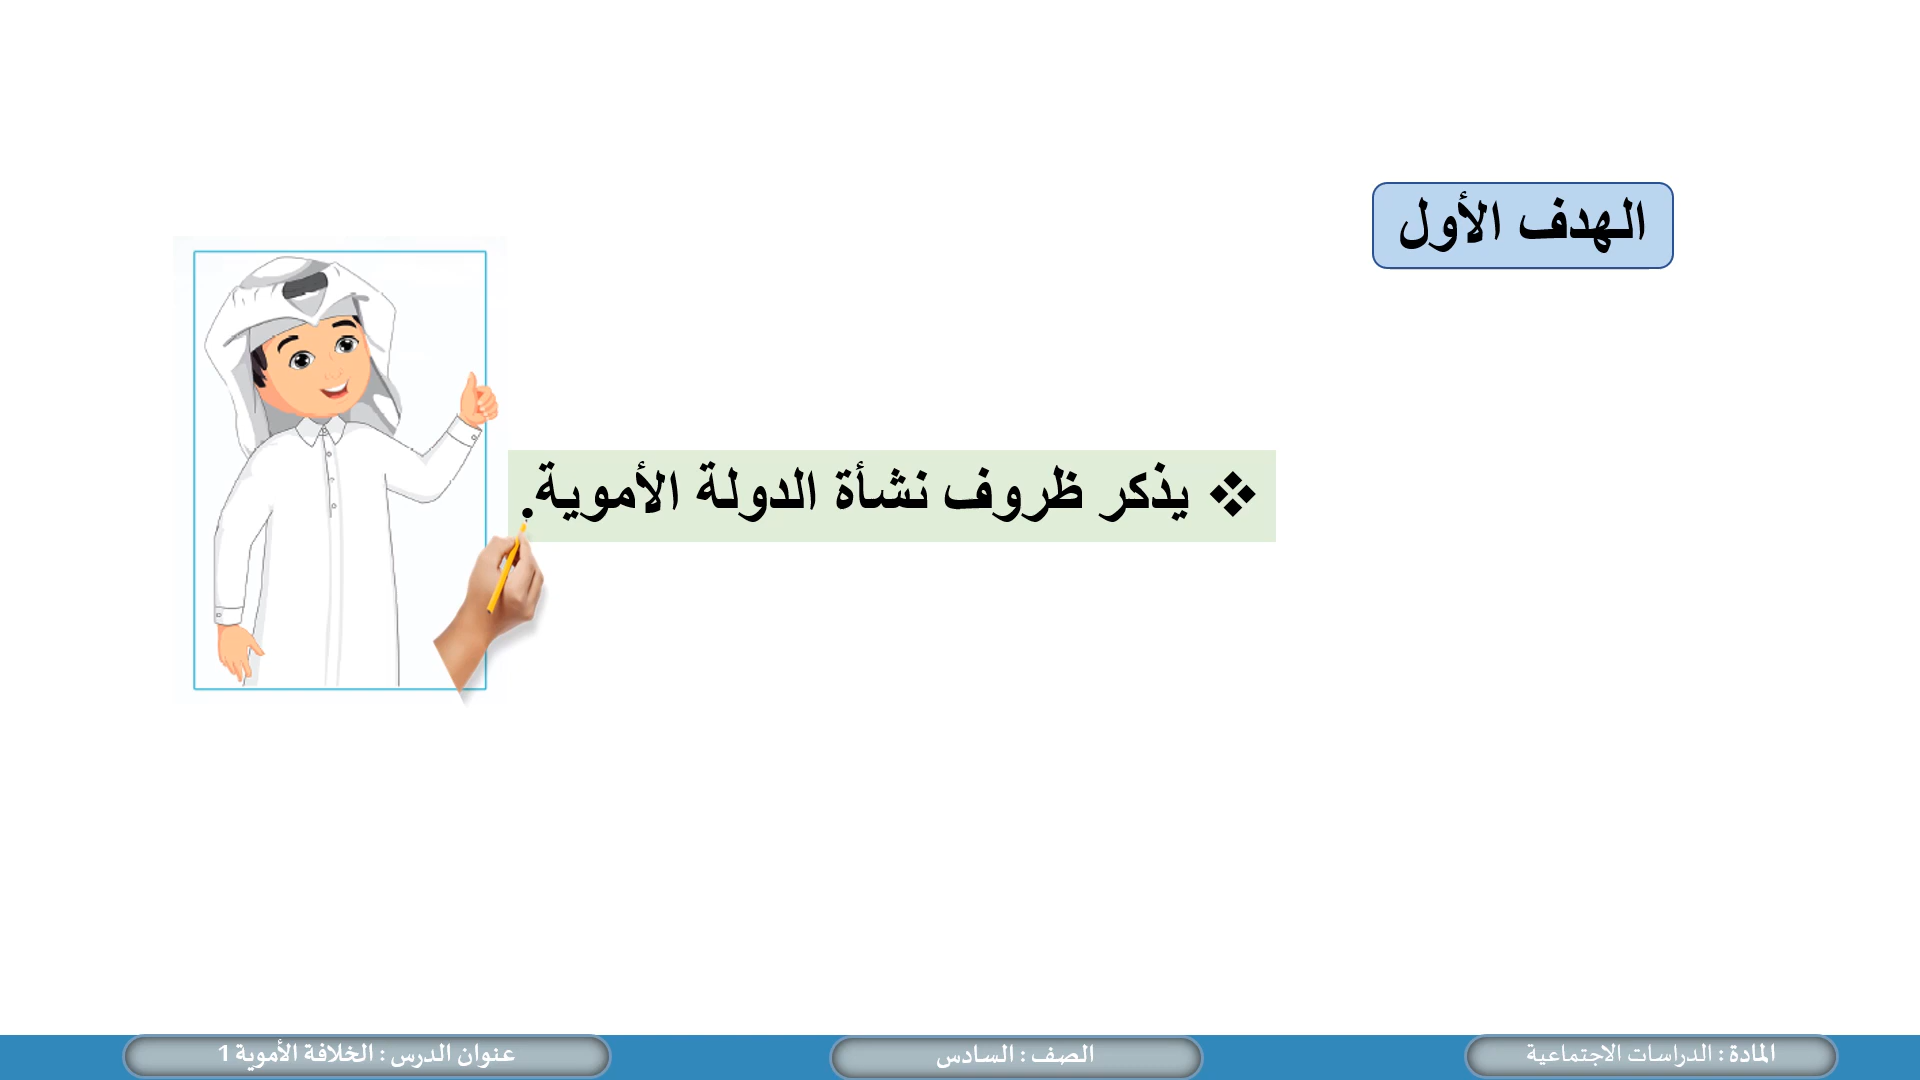 الهدف الأول
❖ يذكر ظروف نشأة الدولة الأموية.
المادة : الدراسات الاجتماعية
الصف : السادس
عنوان الدرس : الخلافة الأموية 1